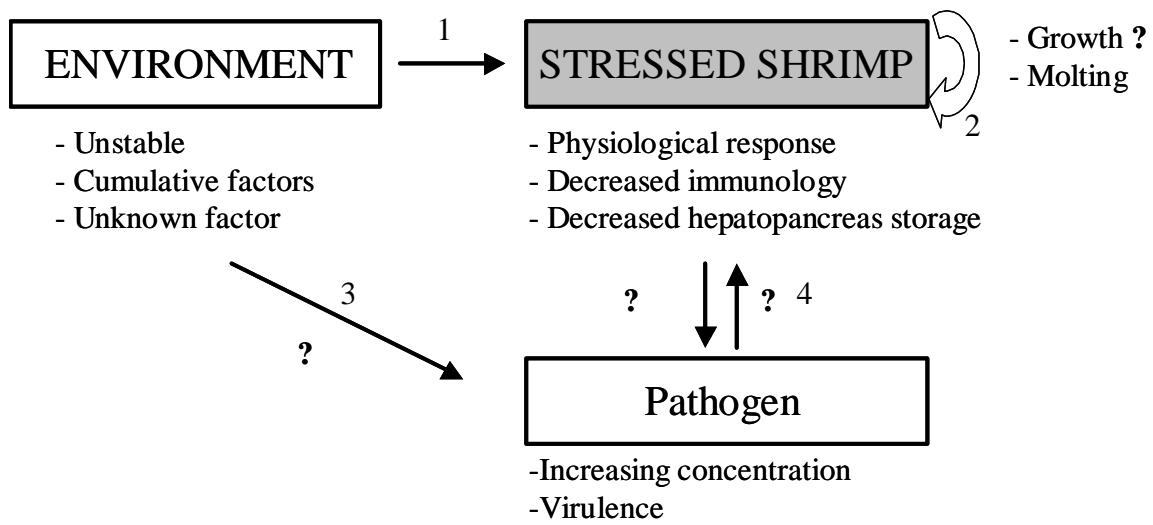 1
ENVIRONMENT
STRESSED SHRIMP
- Growth ?
- Molting
2
- Unstable
- Cumulative factors
- Unknown factor
- Physiological response
- Decreased immunology
- Decreased hepatopancreas storage
3
?
?
? 4
Pathogen
-Increasing concentration
-Virulence